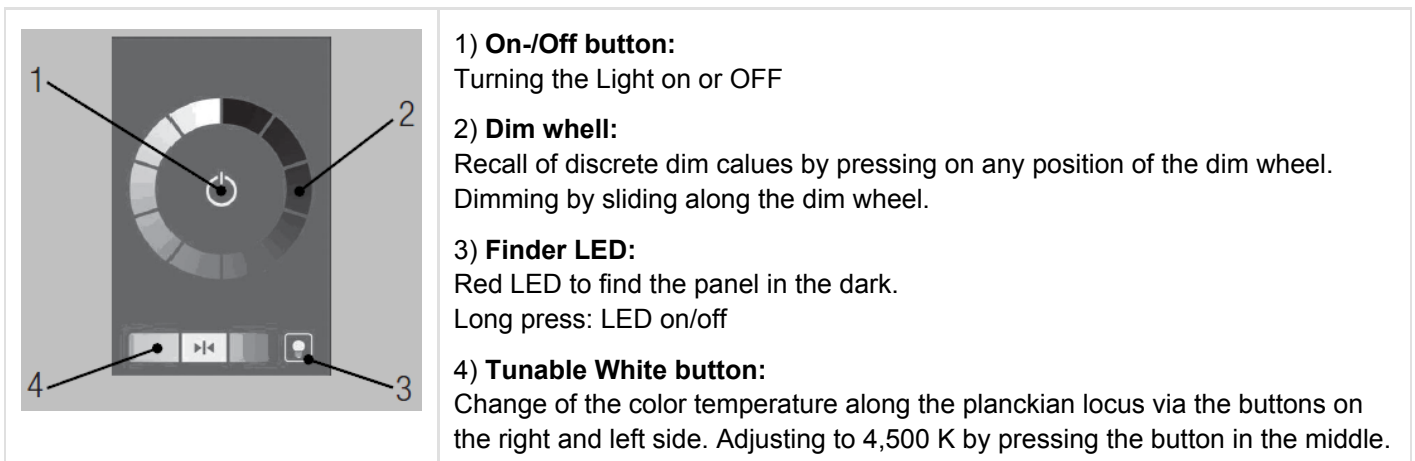 1
2
4
3
1) On-/Off button:
Turning the Light on or OFF
2) Dim whell:
Recall of discrete dim calues by pressing on any position of the dim wheel.
Dimming by sliding along the dim wheel.
3) Finder LED:
Red LED to find the panel in the dark.
Long press: LED on/off
4) Tunable White button:
Change of the color temperature along the planckian locus via the buttons on
the right and left side. Adjusting to 4,500 K by pressing the button in the middle.